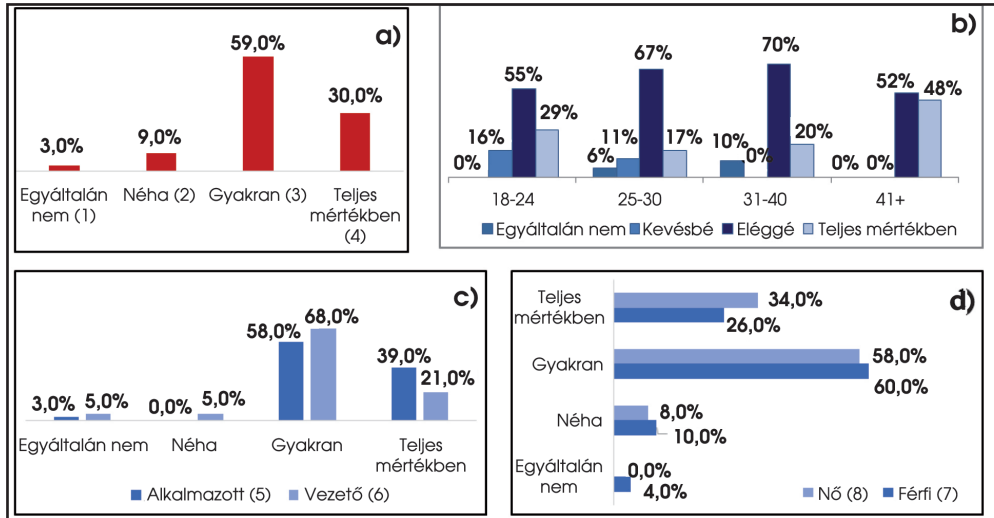 a)
59,0%
30,0%
9,0%
3,0%
Egyáltalán
nem (1)
Néha (2)
Gyakran (3)
Teljes
mértékben
(4)
b)
0%
16%
55%
29%
6%
11%
67%
17%
10%
0%
70%
20%
0%
0%
52%
48%
18-24
25-30
31-40
41+
Egyáltalán nem
Kevésbé
Eléggé
Teljes mértékben
c)
3,0%
5,0%
0,0%
5,0%
58,0%
68,0%
39,0%
21,0%
Egyáltalán nem
Néha
Gyakran
Teljes
mértékben
Alkalmazott (5)
Vezető (6)
d)
Teljes
mértékben
34,0%
26,0%
Gyakran
58,0%
60,0%
Néha
8,0%
10,0%
Egyáltalán
nem
0,0%
4,0%
Nő (8)
Férfi (7)